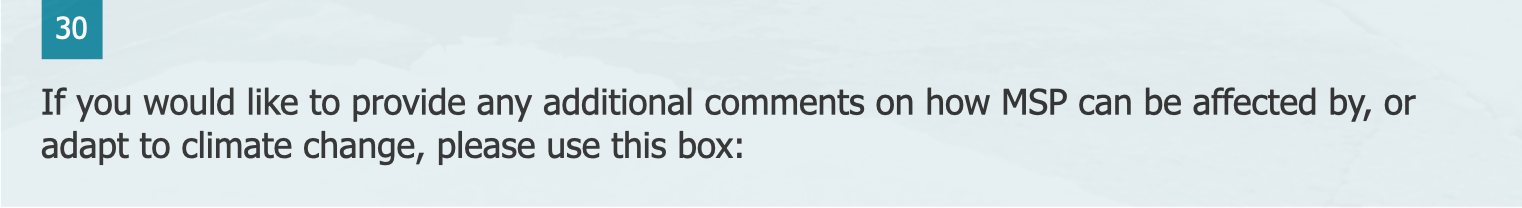 30
If you would like to provide any additional comments on how MSP can be affected by, or
adapt to climate change, please use this box: